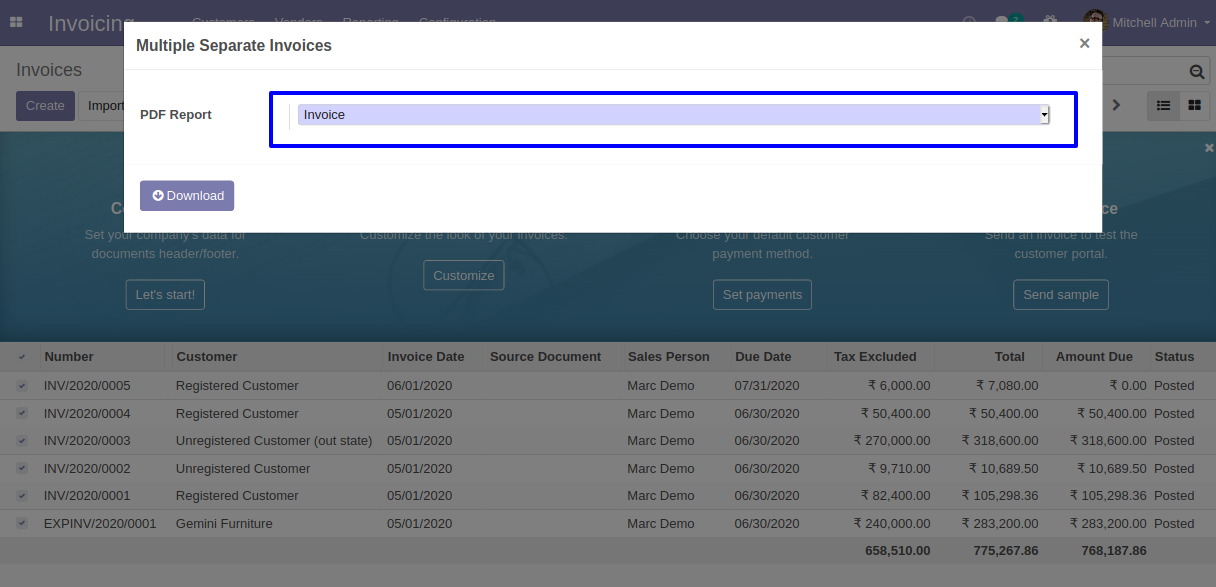 Invoicing Customers Vendors Reporting Configuration 2 Mitchell Admin
Multiple Separate Invoices ×
Invoices
Create Import
PDF Report Invoice
Download
Set your company's data for
documents header/footer.
Let's start!
Customize the look of your invoices.
Customize
Choose your default customer
payment method.
Set payments
Send an invoice to test the
customer portal.
Send sample
Number Customer Invoice Date Source Document Sales Person Due Date Tax Excluded Total Amount Due Status
INV/2020/0005 Registered Customer 06/01/2020 Marc Demo 07/31/2020 ₹ 6,000.00 ₹ 7,080.00 ₹ 0.00 Posted
INV/2020/0004 Registered Customer 05/01/2020 Marc Demo 06/30/2020 ₹ 50,400.00 ₹ 50,400.00 ₹ 50,400.00 Posted
INV/2020/0003 Unregistered Customer (out state) 05/01/2020 Marc Demo 06/30/2020 ₹ 270,000.00 ₹ 318,600.00 ₹ 318,600.00 Posted
INV/2020/0002 Unregistered Customer 05/01/2020 Marc Demo 06/30/2020 ₹ 9,710.00 ₹ 10,689.50 ₹ 10,689.50 Posted
INV/2020/0001 Registered Customer 05/01/2020 Marc Demo 06/30/2020 ₹ 82,400.00 ₹ 105,298.36 ₹ 105,298.36 Posted
EXPINV/2020/0001 Gemini Furniture 05/01/2020 Marc Demo 06/30/2020 ₹ 240,000.00 ₹ 283,200.00 ₹ 283,200.00 Posted
658,510.00 775,267.86 768,187.86